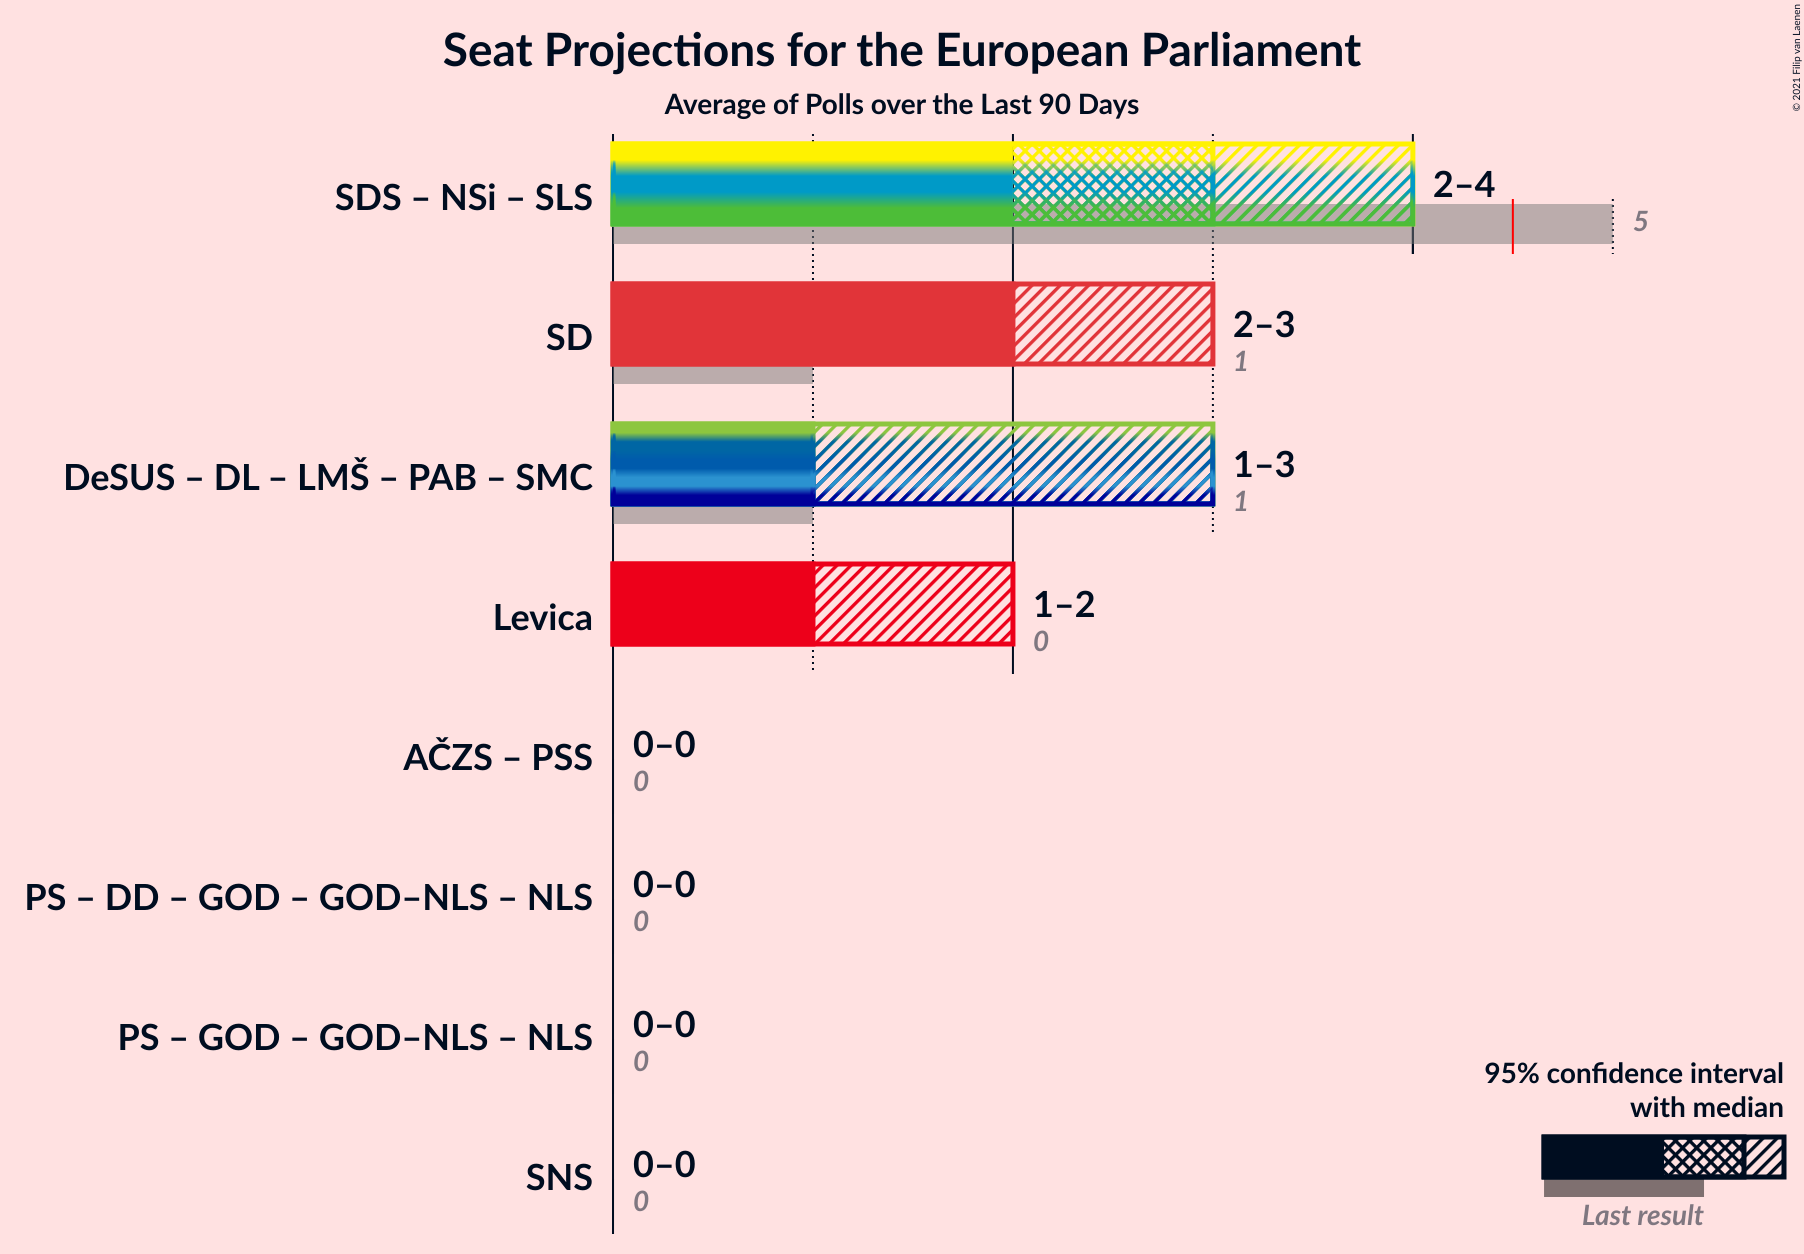 Seat Projections for the European Parliament
Average of Polls over the Last 90 Days
© 2021 Filip van Laenen
SDS – NSi – SLS
2–4
5
SD
2–3
1
DeSUS – DL – LMŠ – PAB – SMC
1–3
1
Levica
1–2
0
AČZS – PSS
0–0
0
PS – DD – GOD – GOD–NLS – NLS
0–0
0
PS – GOD – GOD–NLS – NLS
0–0
0
SNS
0–0
0
95% confidence interval
with median
Last result